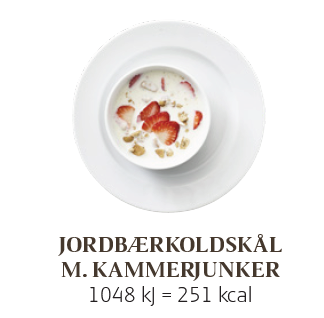 JORDBÆRKOLDSKÅL
M. KAMMERJUNKER
1048 kJ = 251 kcal